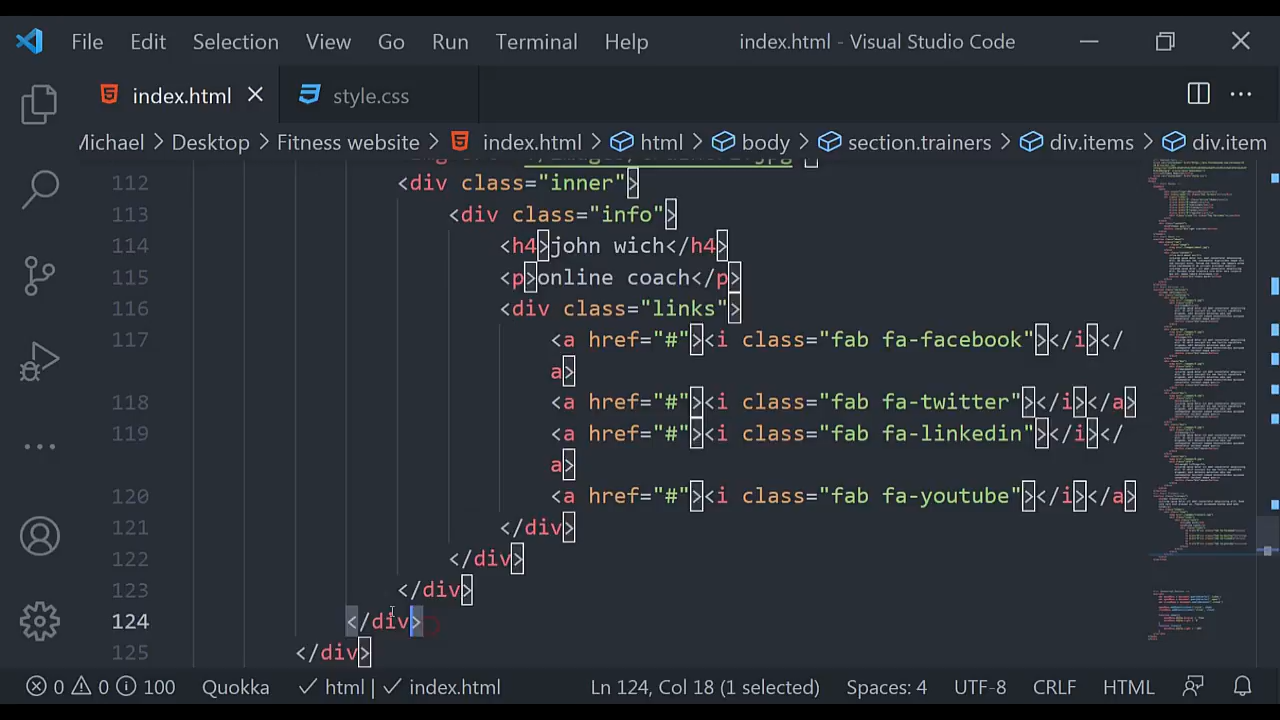 File Edit Selection View Go Run Terminal Help index.html - Visual Studio Code
index.html style.css
Michael > Desktop > Fitness website > index.html > html > body > section.trainers > div.items > div.item
112 <div class="inner">
113 <div class="info">
114 <h4>john wich</h4>
115 <p>online coach</p>
116 <div class="links">
117 <a href="#"><i class="fab fa-facebook"></i></
a>
118 <a href="#"><i class="fab fa-twitter"></i></a>
119 <a href="#"><i class="fab fa-linkedin"></i></
a>
120 <a href="#"><i class="fab fa-youtube"></i></a>
121 </div>
122 </div>
123 </div>
124 </div>
125 </div>
0 0 100 Quokka html | index.html Ln 124, Col 18 (1 selected) Spaces: 4 UTF-8 CRLF HTML